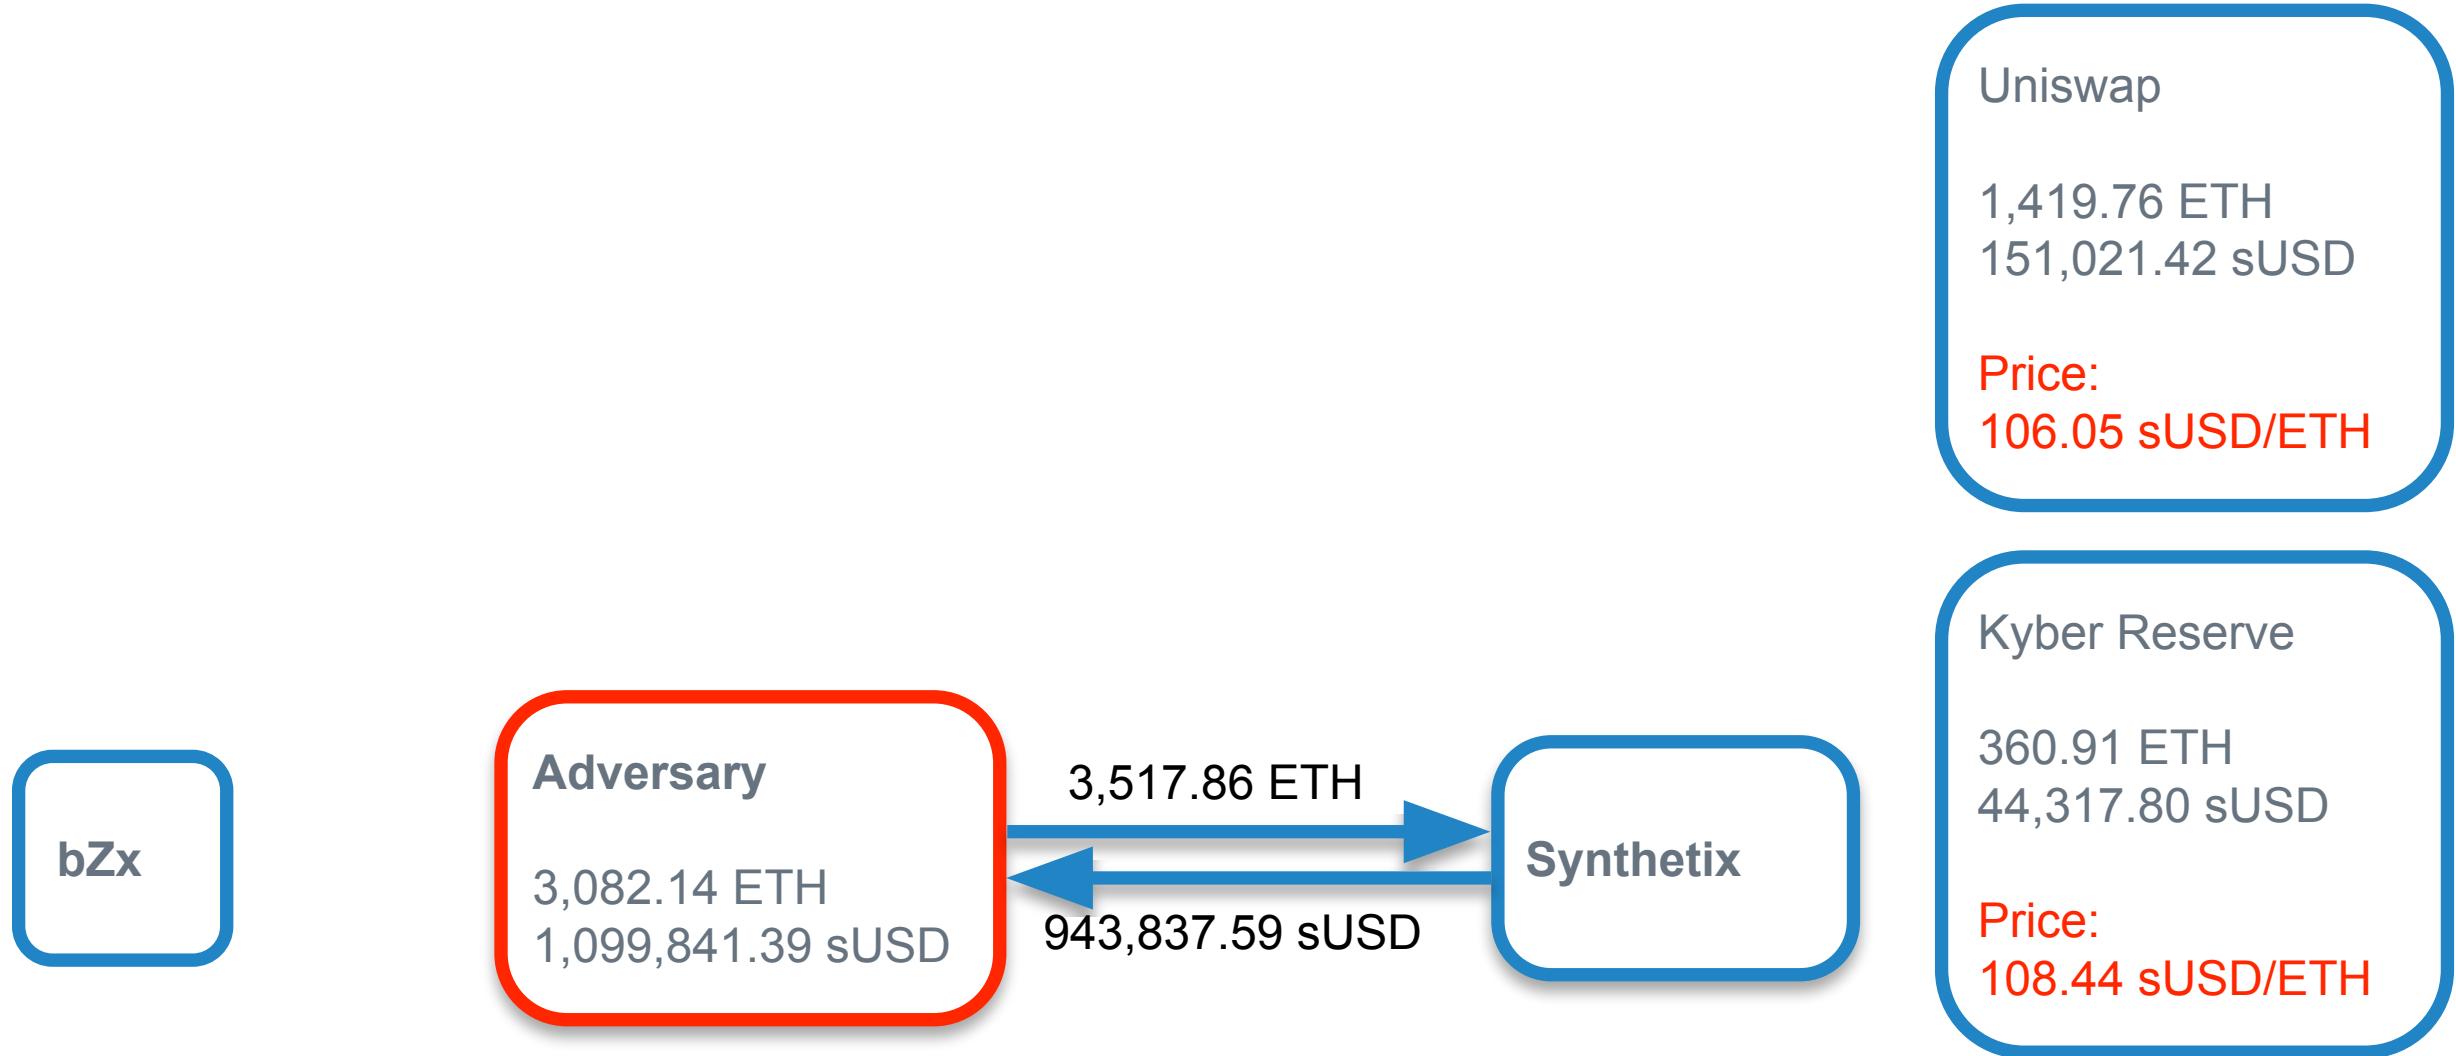 Uniswap
1,419.76 ETH
151,021.42 sUSD
Price:
106.05 sUSD/ETH
Kyber Reserve
360.91 ETH
44,317.80 sUSD
Price:
108.44 sUSD/ETH
bZx
Adversary
3,082.14 ETH
1,099,841.39 sUSD
3,517.86 ETH
943,837.59 sUSD
Synthetix